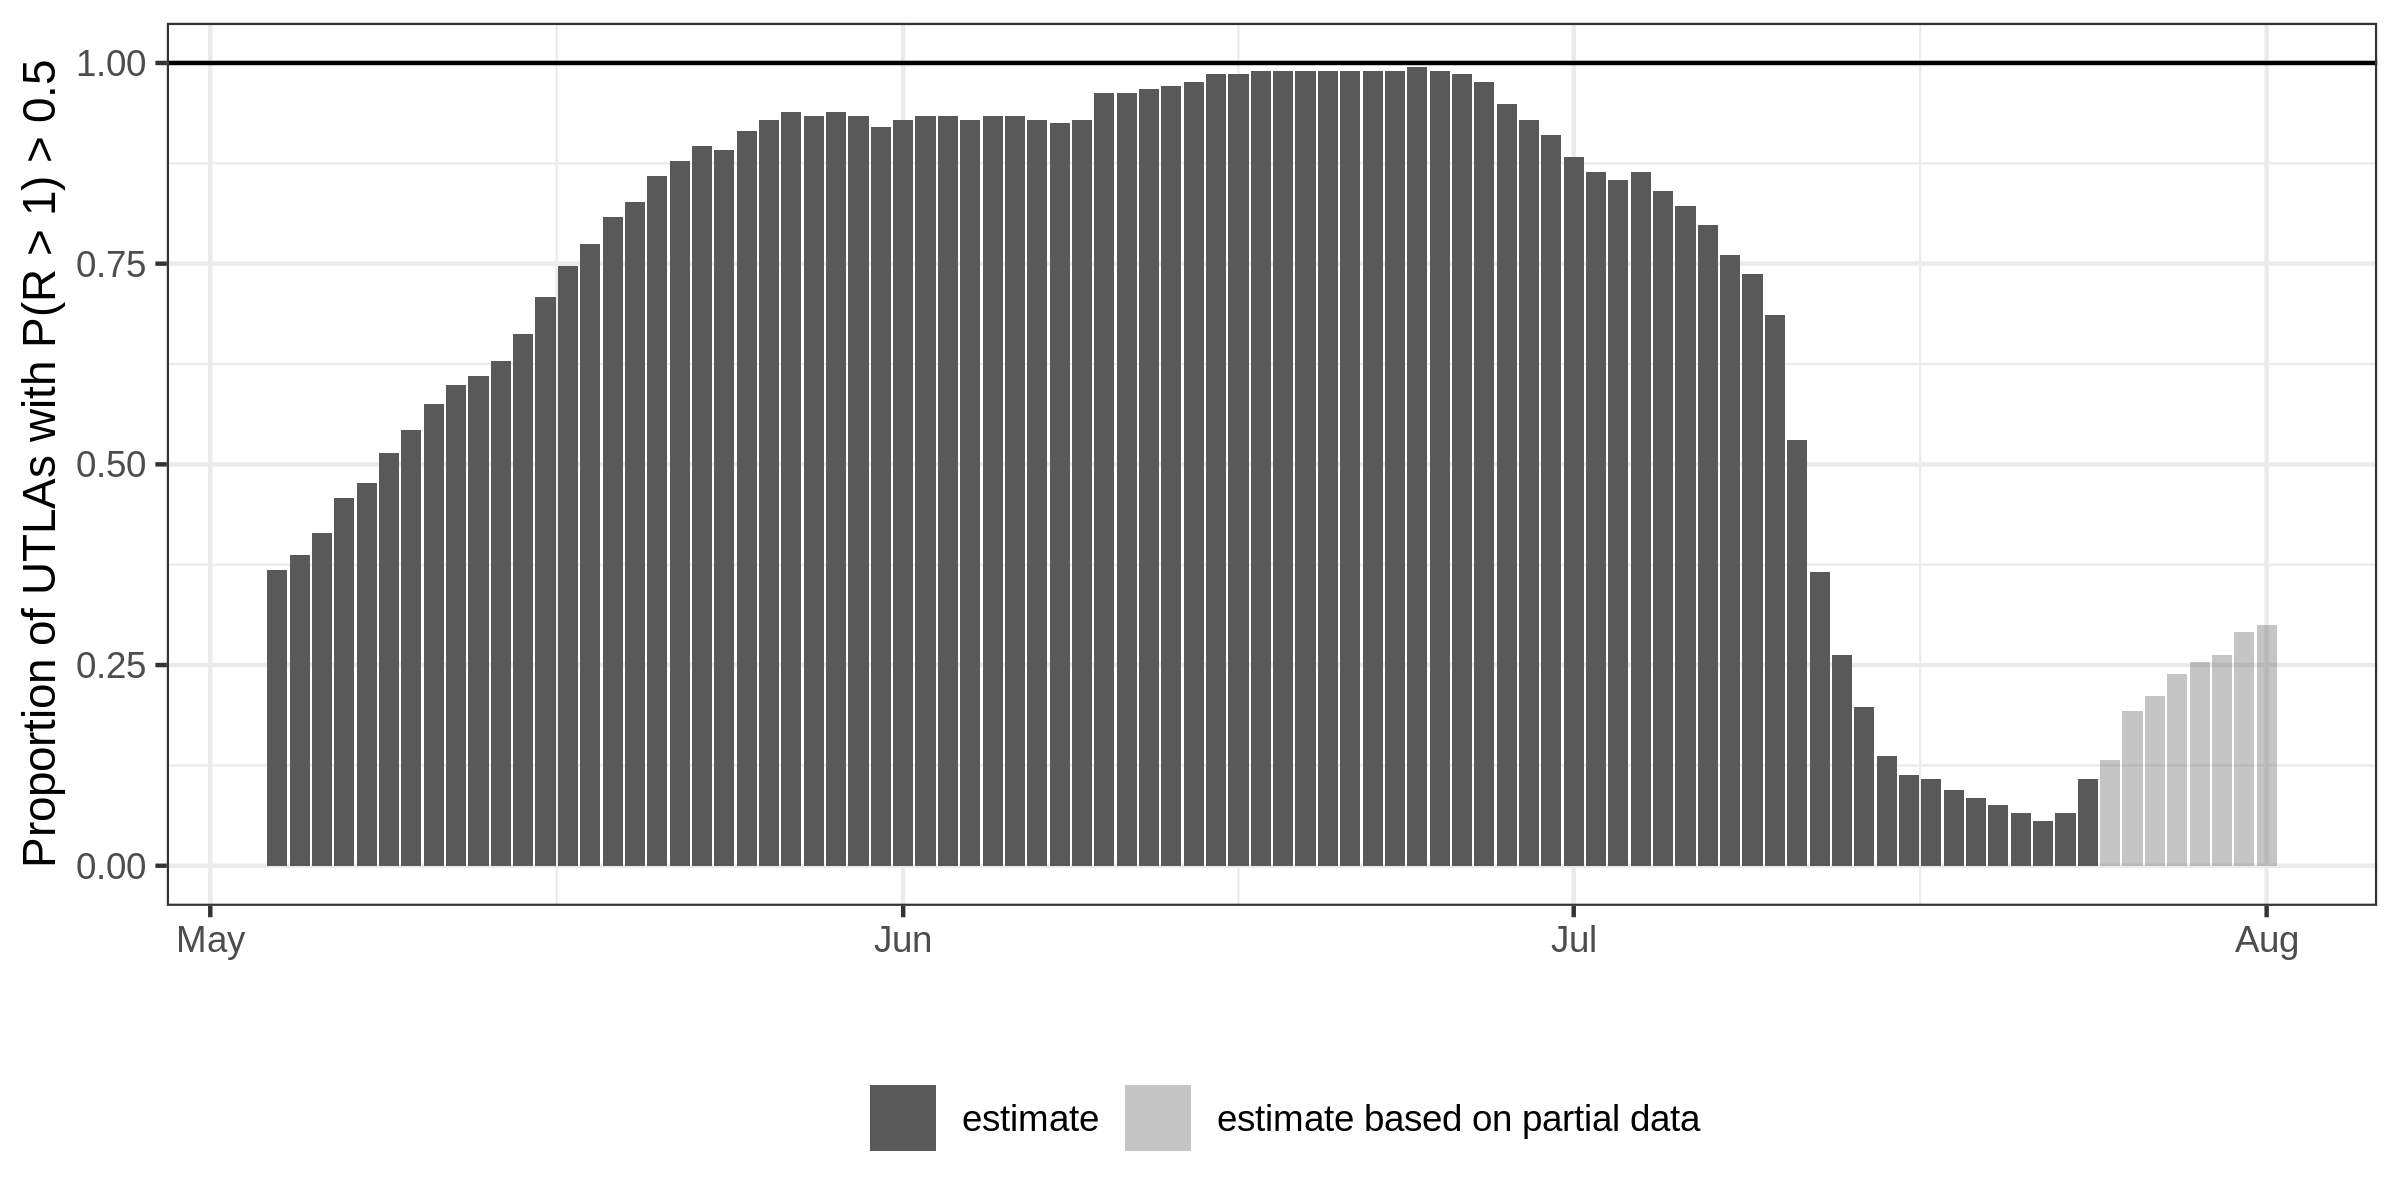 Proportion of UTLAs with P(R > 1) > 0.5
1.00
0.75
0.50
0.25
0.00
May Jun Jul Aug
estimate estimate based on partial data